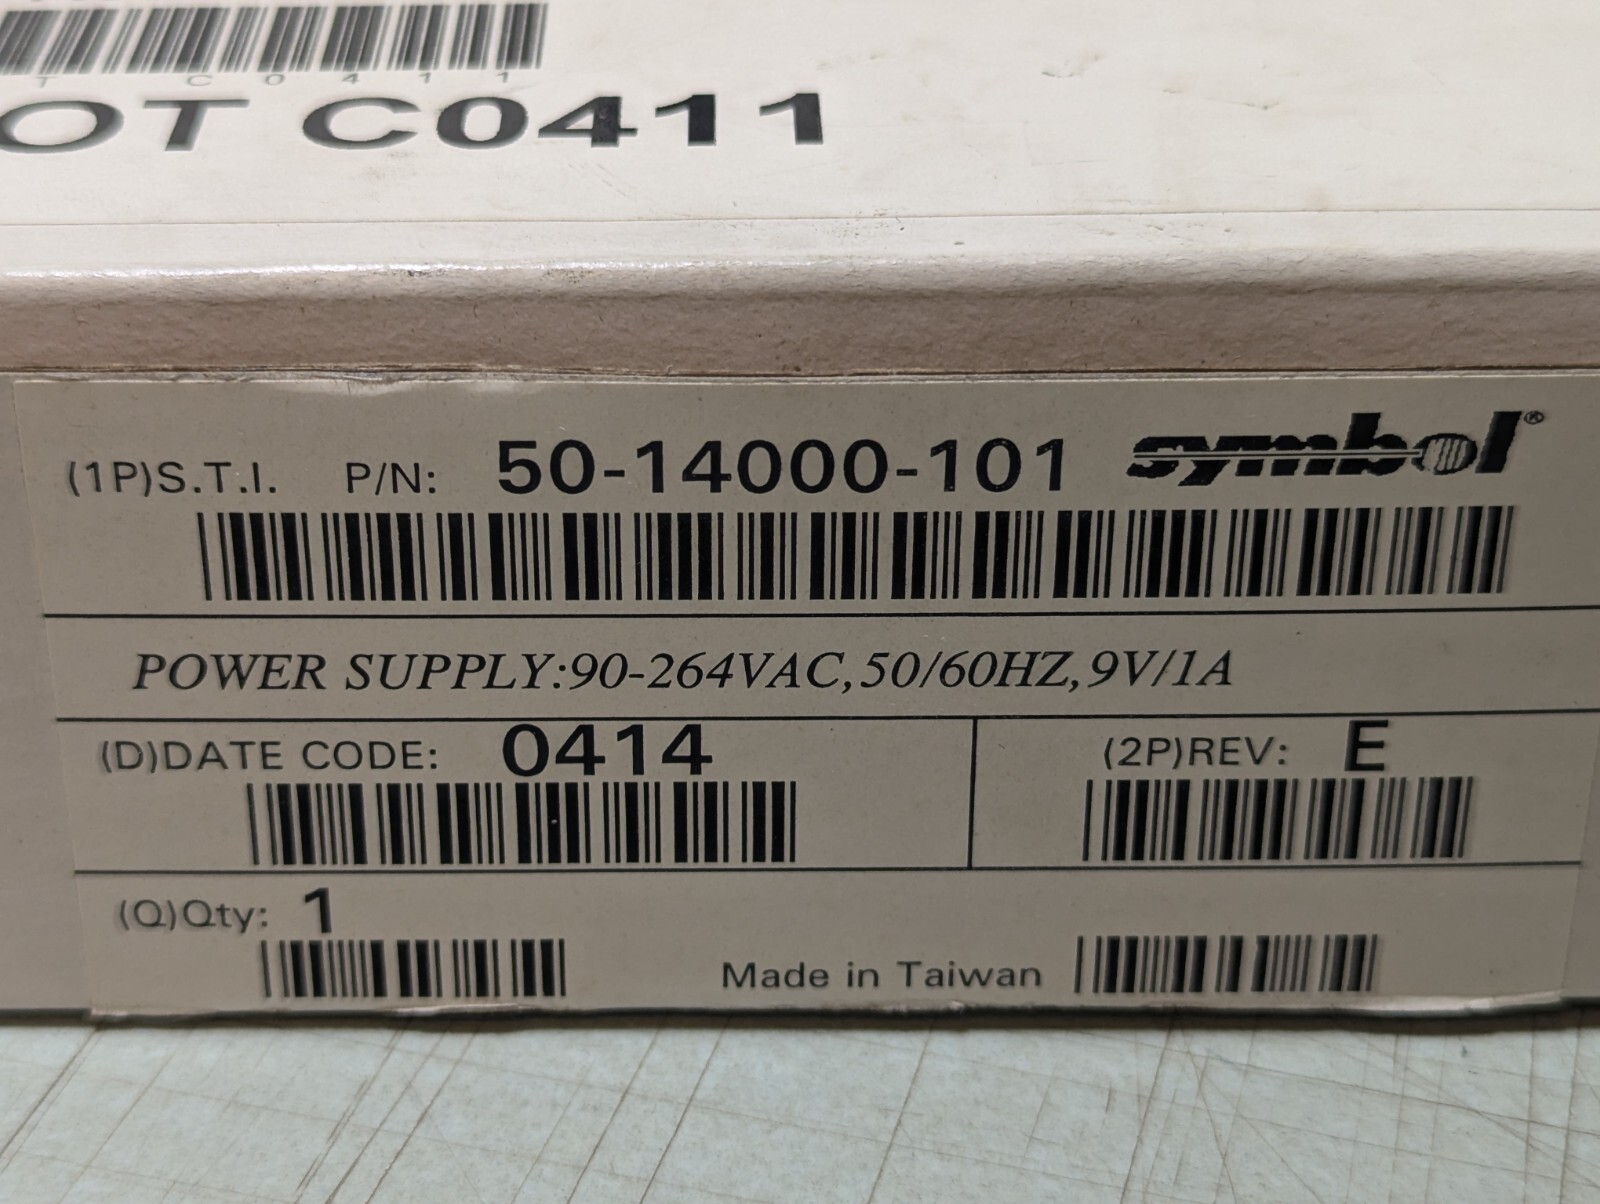 T C0411
OT C0411
(1P)S.T.I. P/N: 50-14000-101 symbol®
POWER SUPPLY:90-264VAC,50/60HZ,9V/1A
(D)DATE CODE: 0414 (2P)REV: E
(Q)Qty: 1
Made in Taiwan